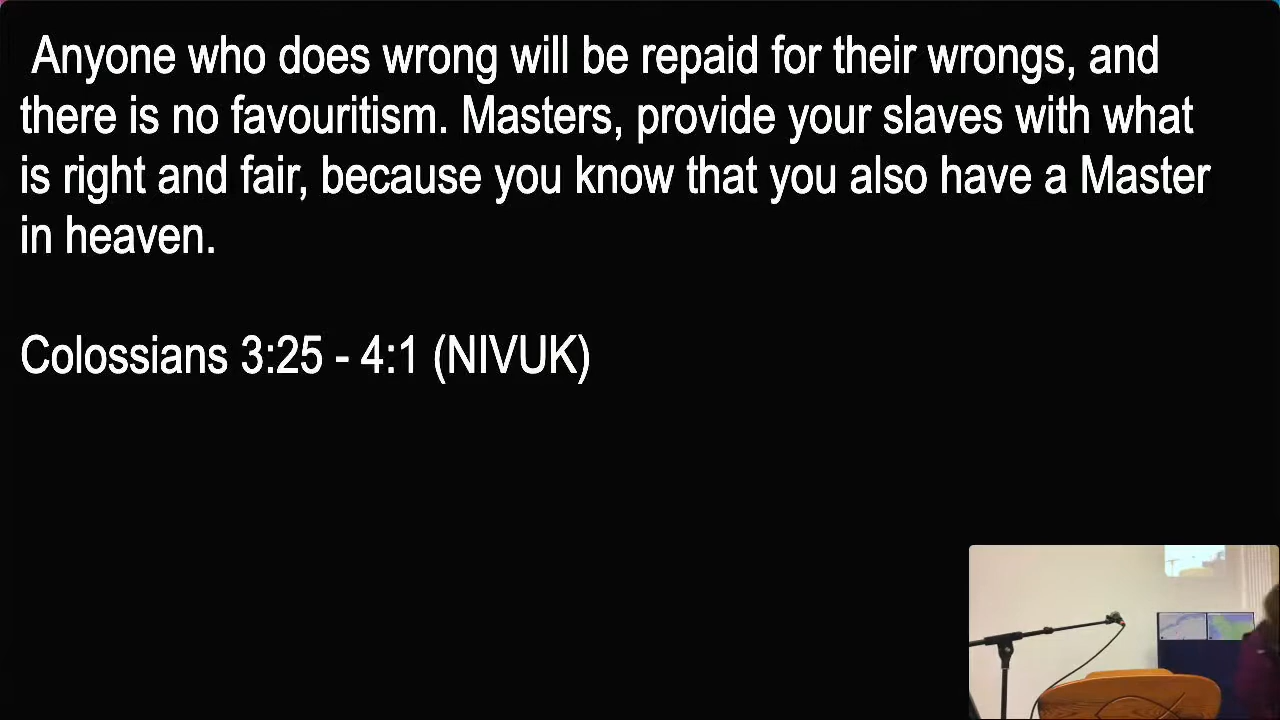 Anyone who does wrong will be repaid for their wrongs, and
there is no favouritism. Masters, provide your slaves with what
is right and fair, because you know that you also have a Master
in heaven.
Colossians 3:25 - 4:1 (NIVUK)